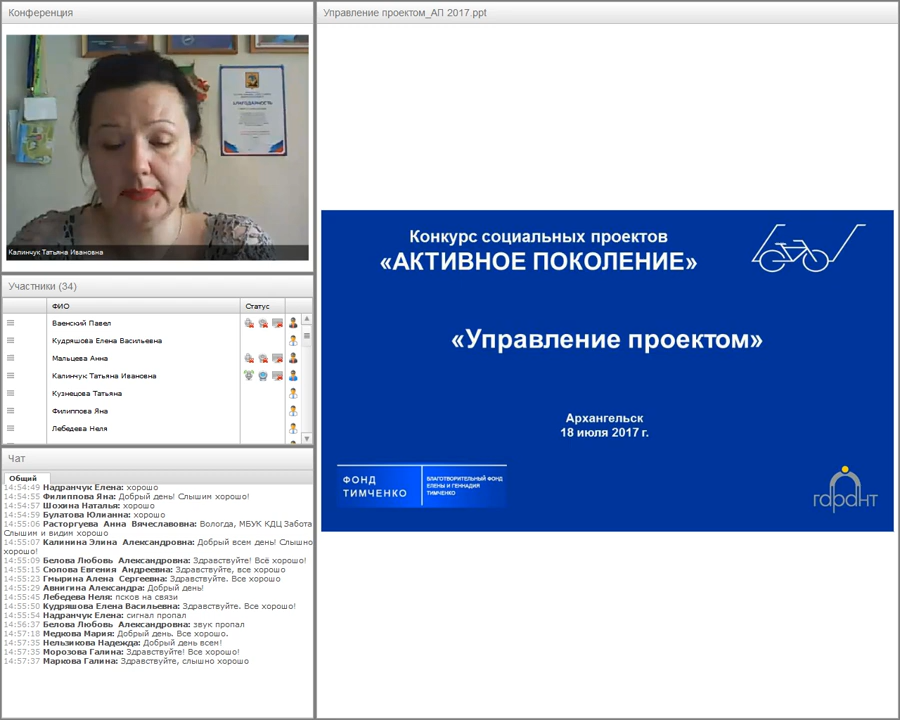 Конференция
БЛАГОДАРНОСТЬ
Калинчук Татьяна Ивановна
Участники (34)
ФИО Статус
Ваенский Павел
Кудряшова Елена Васильевна
Мальцева Анна
Калинчук Татьяна Ивановна
Кузнецова Татьяна
Филиппова Яна
Лебедева Неля
Чат
Общий
14:54:49 Надранчук Елена: хорошо
14:54:55 Филиппова Яна: Добрый день! Слышим хорошо!
14:54:57 Шохина Наталья: хорошо
14:54:59 Булатова Юлианна: хорошо
14:55:06 Расторгуева Анна Вячеславовна: Вологда, МБУК КДЦ Забота
Слышим и видим хорошо
14:55:07 Калинина Элина Александровна: Добрый всем день! Слышно
хорошо!
14:55:09 Белова Любовь Александровна: Здравствуйте! Всё хорошо!
14:55:15 Сюпова Евгения Андреевна: Здравствуйте, все хорошо
14:55:23 Гмырина Алена Сергеевна: Здравствуйте. Все хорошо
14:55:29 Авнигина Александра: Добрый день!
14:55:45 Лебедева Неля: псков на связи
14:55:50 Кудряшова Елена Васильевна: Здравствуйте. Все хорошо!
14:55:54 Надранчук Елена: сигнал пропал
14:56:37 Белова Любовь Александровна: звук пропал
14:57:18 Медкова Мария: Добрый день. Все хорошо.
14:57:35 Нельзикова Надежда: Добрый день всем!
14:57:35 Морозова Галина: Здравствуйте! Все хорошо!
14:57:37 Маркова Галина: Здравствуйте, слышно хорошо
Управление проектом_АП 2017.ppt
Конкурс социальных проектов
«АКТИВНОЕ ПОКОЛЕНИЕ»
«Управление проектом»
Архангельск
18 июля 2017 г.
ФОНД
ТИМЧЕНКО
БЛАГОТВОРИТЕЛЬНЫЙ ФОНД
ЕЛЕНЫ И ГЕННАДИЯ
ТИМЧЕНКО
гарант